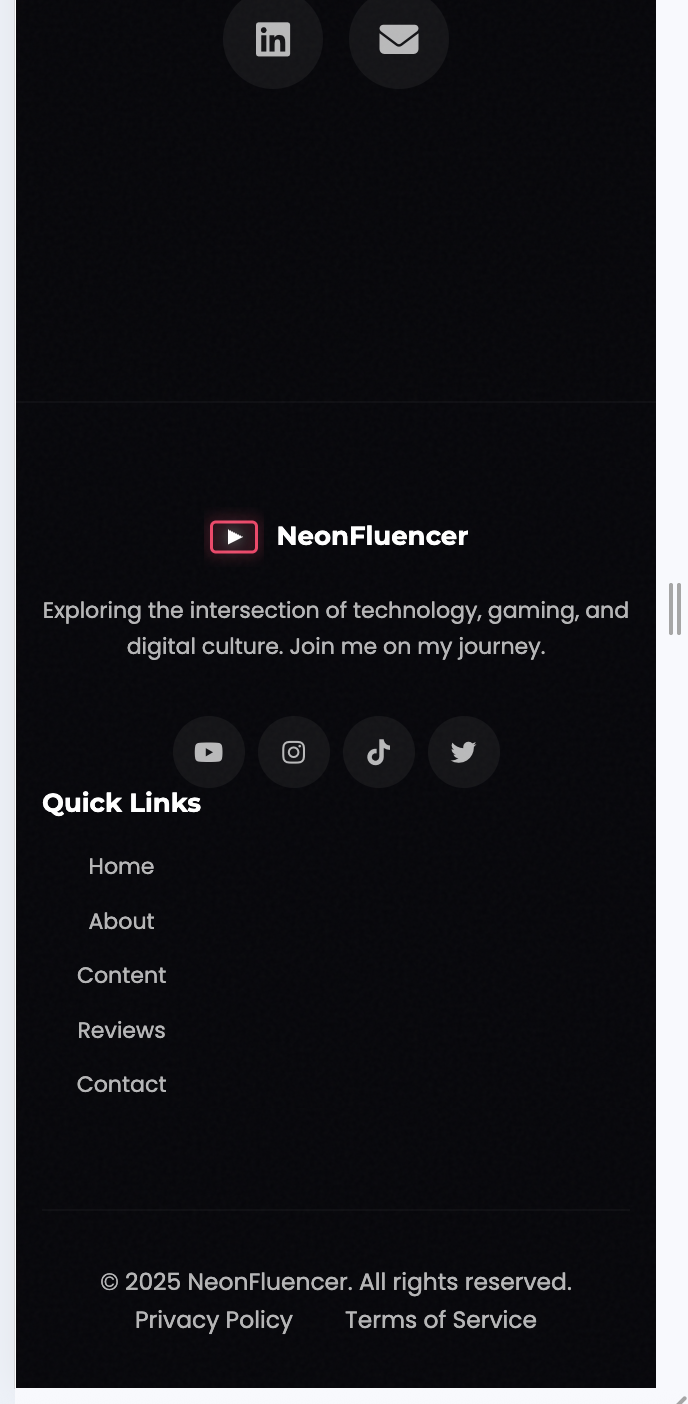 in
NeonFluencer
Exploring the intersection of technology, gaming, and
digital culture. Join me on my journey.
Quick Links
Home
About
Content
Reviews
Contact
© 2025 NeonFluencer. All rights reserved.
Privacy Policy Terms of Service